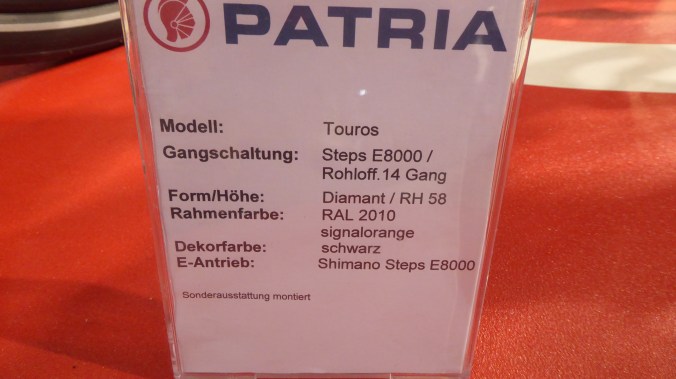 PATRIA
Modell: Touros
Gangschaltung: Steps E8000 /
Rohloff.14 Gang
Form/Höhe: Diamant / RH 58
Rahmenfarbe: RAL 2010
signalorange
Dekorfarbe: schwarz
E-Antrieb: Shimano Steps E8000
Sonderausstattung montiert